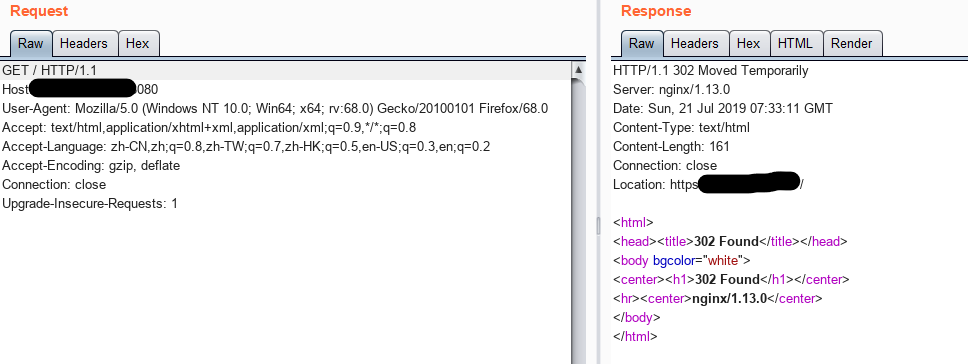 Request
Raw Headers Hex
GET / HTTP/1.1
Host 080
User-Agent: Mozilla/5.0 (Windows NT 10.0; Win64; x64; rv:68.0) Gecko/20100101 Firefox/68.0
Accept: text/html,application/xhtml+xml,application/xml;q=0.9,*/*;q=0.8
Accept-Language: zh-CN,zh;q=0.8,zh-TW;q=0.7,zh-HK;q=0.5,en-US;q=0.3,en;q=0.2
Accept-Encoding: gzip, deflate
Connection: close
Upgrade-Insecure-Requests: 1
Response
Raw Headers Hex HTML Render
HTTP/1.1 302 Moved Temporarily
Server: nginx/1.13.0
Date: Sun, 21 Jul 2019 07:33:11 GMT
Content-Type: text/html
Content-Length: 161
Connection: close
Location: https /
<html>
<head><title>302 Found</title></head>
<body bgcolor="white">
<center><h1>302 Found</h1></center>
<hr><center>nginx/1.13.0</center>
</body>
</html>